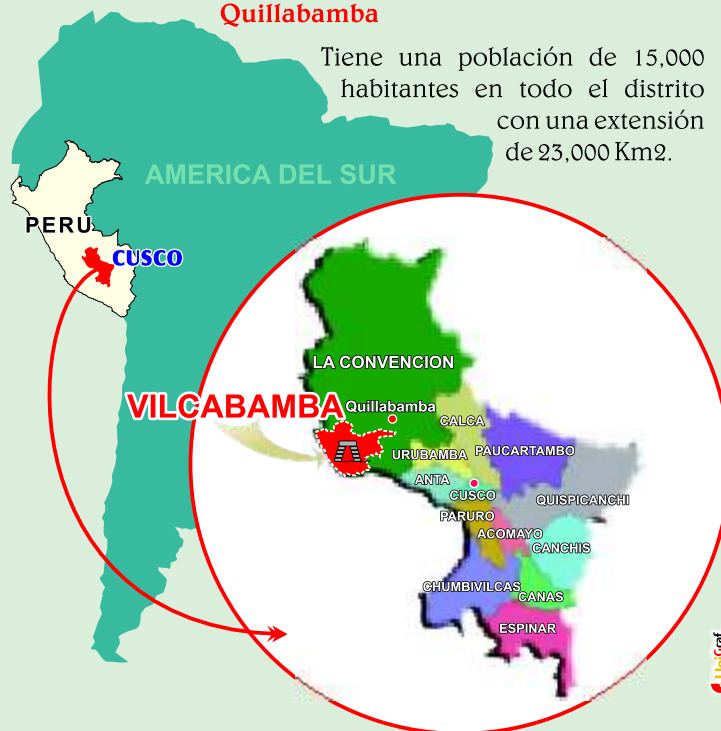 Quillabamba
Tiene una población de 15,000
habitantes en todo el distrito
con una extensión
de 23,000 Km2.
AMERICA DEL SUR
PERU
CUSCO
LA CONVENCION
VILCABAMBA
Quillabamba
CALCA
URUBAMBA
PAUCARTAMBO
ANTA
CUSCO
QUISPICANCHI
PARURO
ACOMAYO
CANCHIS
CHUMBIVILCAS
CANAS
ESPINAR
UniGraf